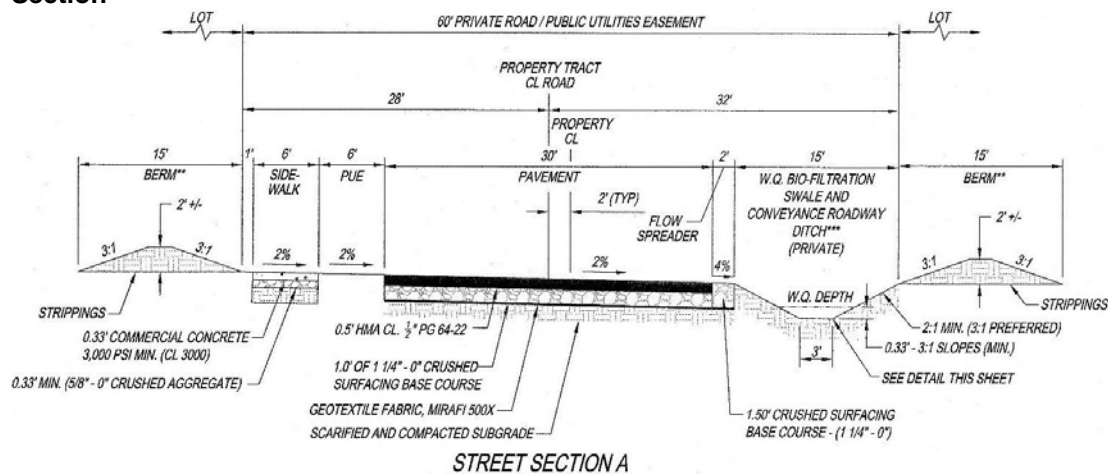 Section
LOT
60' PRIVATE ROAD / PUBLIC UTILITIES EASEMENT
LOT
PROPERTY TRACT
CL ROAD
28'
32'
PROPERTY
CL
15'
1'
6'
6'
30'
2'
15'
15'
BERM**
SIDE-
WALK
PUE
PAVEMENT
W.Q. BIO-FILTRATION
SWALE AND
CONVEYANCE ROADWAY
DITCH***
(PRIVATE)
BERM**
2' (TYP)
FLOW
SPREADER
2' +/-
2' +/-
3:1
3:1
2%
2%
2%
4%
3:1
3:1
W.Q. DEPTH
STRIPPINGS
STRIPPINGS
0.33' COMMERCIAL CONCRETE
3,000 PSI MIN. (CL 3000)
0.5' HMA CL. ½" PG 64-22
2:1 MIN. (3:1 PREFERRED)
0.33' - 3:1 SLOPES (MIN.)
3'
0.33' MIN. (5/8" - 0" CRUSHED AGGREGATE)
1.0' OF 1 1/4" - 0" CRUSHED
SURFACING BASE COURSE
SEE DETAIL THIS SHEET
GEOTEXTILE FABRIC, MIRAFI 500X
1.50' CRUSHED SURFACING
BASE COURSE - (1 1/4" - 0")
SCARIFIED AND COMPACTED SUBGRADE
STREET SECTION A